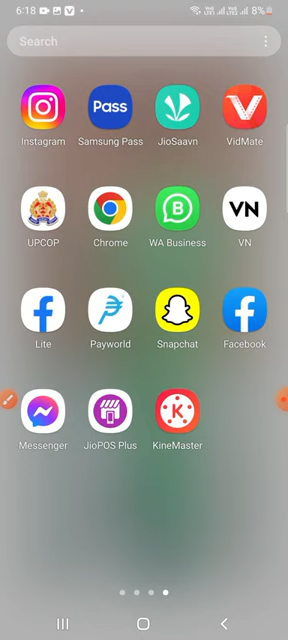 6:18
8%
Search
Pass
Instagram Samsung Pass JioSaavn VidMate
B VN
UPCOP Chrome WA Business VN
Lite Payworld Snapchat Facebook
K
Messenger JioPOS Plus KineMaster